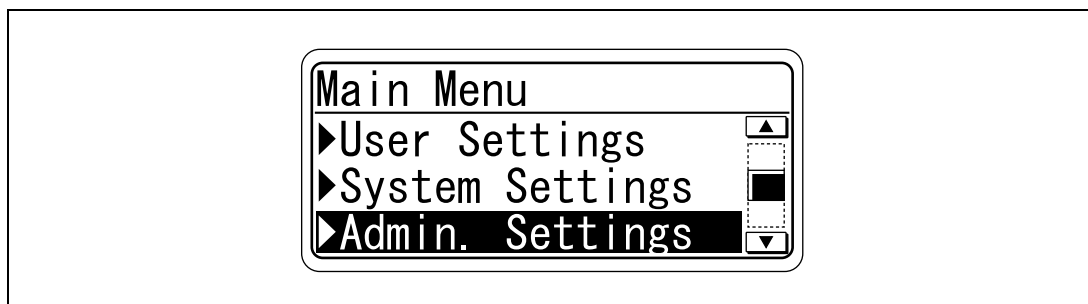 Main Menu
▶User Settings
▶System Settings
▶Admin. Settings